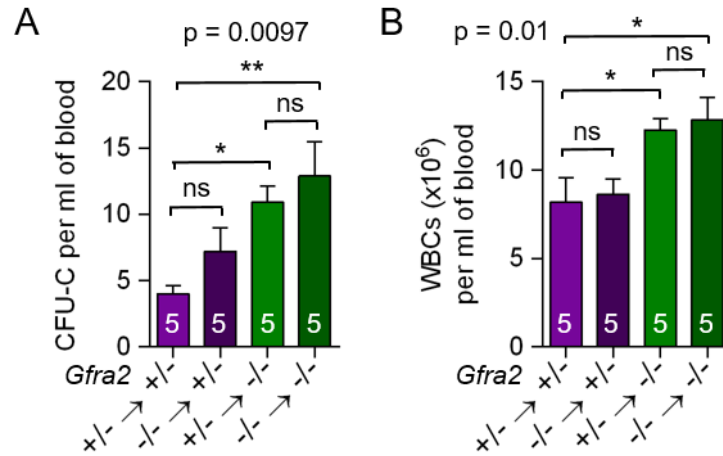 A
p = 0.0097
**
ns
*
ns
20
15
10
5
0
CFU-C per ml of blood
5 5 5 5
Gfra2
+/- → +/-
-/- → +/-
+/- → -/-
-/- → -/-
B
p = 0.01
*
ns
*
ns
15
10
5
0
WBCs (x10⁶)
per ml of blood
5 5 5 5
Gfra2
+/- → +/-
-/- → +/-
+/- → -/-
-/- → -/-